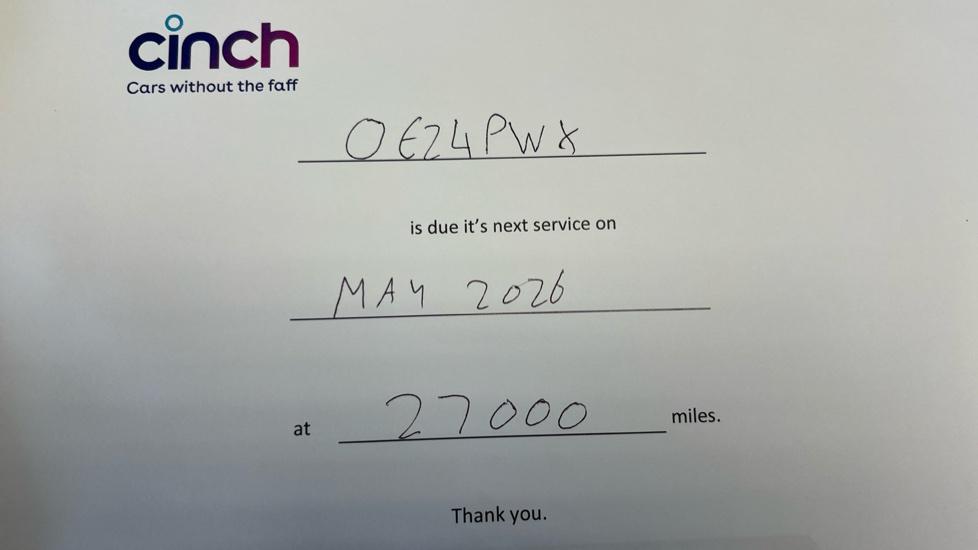 cinch
Cars without the faff
OE24PWX
is due it's next service on
MAY 2026
at 27000 miles.
Thank you.